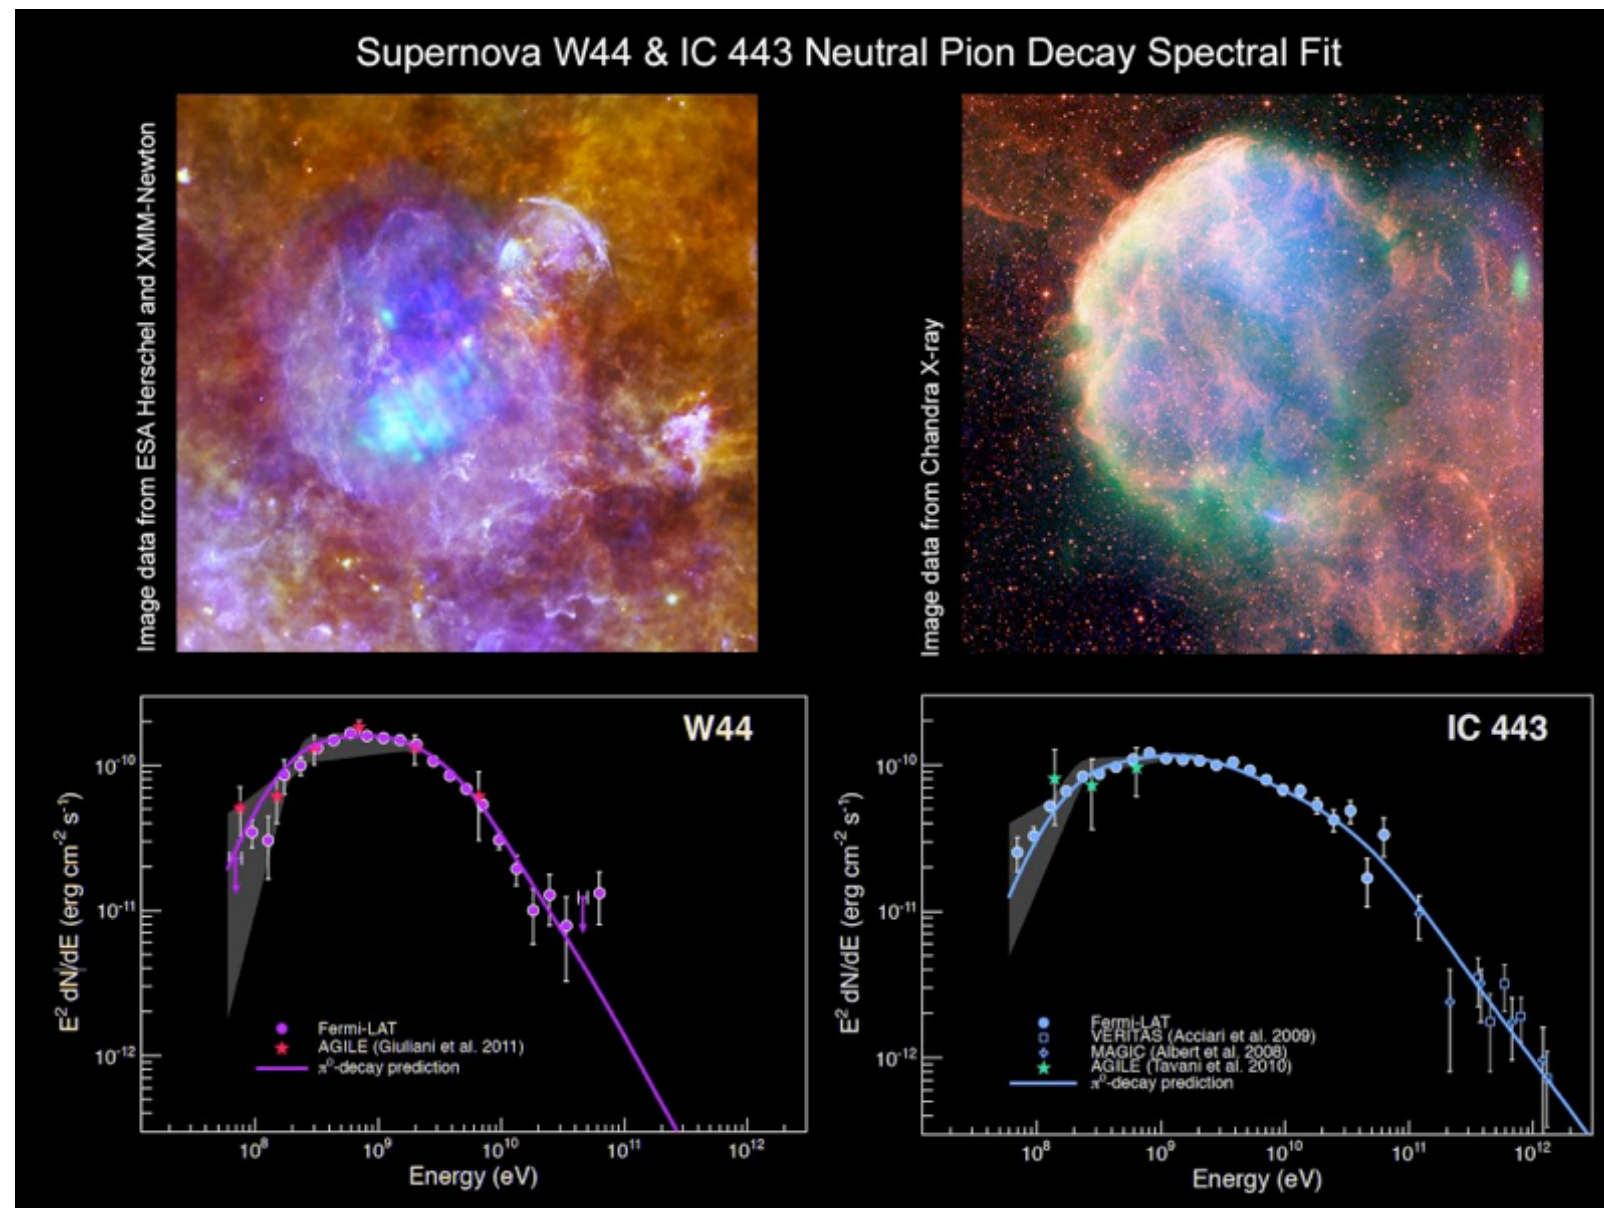 Supernova W44 & IC 443 Neutral Pion Decay Spectral Fit
Image data from ESA Herschel and XMM-Newton
Image data from Chandra X-ray
W44
E² dN/dE (erg cm⁻² s⁻¹)
10⁻¹⁰
10⁻¹¹
10⁻¹²
Fermi-LAT
AGILE (Giuliani et al. 2011)
π⁰-decay prediction
10⁸ 10⁹ 10¹⁰ 10¹¹ 10¹²
Energy (eV)
IC 443
E² dN/dE (erg cm⁻² s⁻¹)
10⁻¹⁰
10⁻¹¹
10⁻¹²
Fermi-LAT
VERITAS (Acciari et al. 2009)
MAGIC (Albert et al. 2008)
AGILE (Tavani et al. 2010)
π⁰-decay prediction
10⁸ 10⁹ 10¹⁰ 10¹¹ 10¹²
Energy (eV)